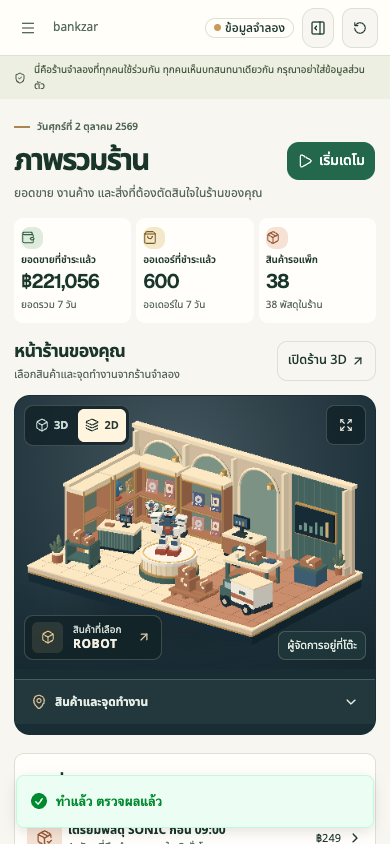 bankzar
ข้อมูลจำลอง
นี่คือร้านจำลองที่ทุกคนใช้ร่วมกัน ทุกคนเห็นบทสนทนาเดียวกัน กรุณาอย่าใส่ข้อมูลส่วน
ตัว
วันศุกร์ที่ 2 ตุลาคม 2569
ภาพรวมร้าน
เริ่มเดโม
ยอดขาย งานค้าง และสิ่งที่ต้องตัดสินใจในร้านของคุณ
ยอดขายที่ชำระแล้ว
฿221,056
ยอดรวม 7 วัน
ออเดอร์ที่ชำระแล้ว
600
ออเดอร์ใน 7 วัน
สินค้ารอแพ็ก
38
38 พัสดุในร้าน
หน้าร้านของคุณ
เลือกสินค้าและจุดทำงานจากร้านจำลอง
เปิดร้าน 3D
3D
2D
สินค้าที่เลือก
ROBOT
ผู้จัดการอยู่ที่โต๊ะ
สินค้าและจุดทำงาน
ทำแล้ว ตรวจผลแล้ว
เตรียมพัสดุ SONIC ก่อน 09:00
฿249